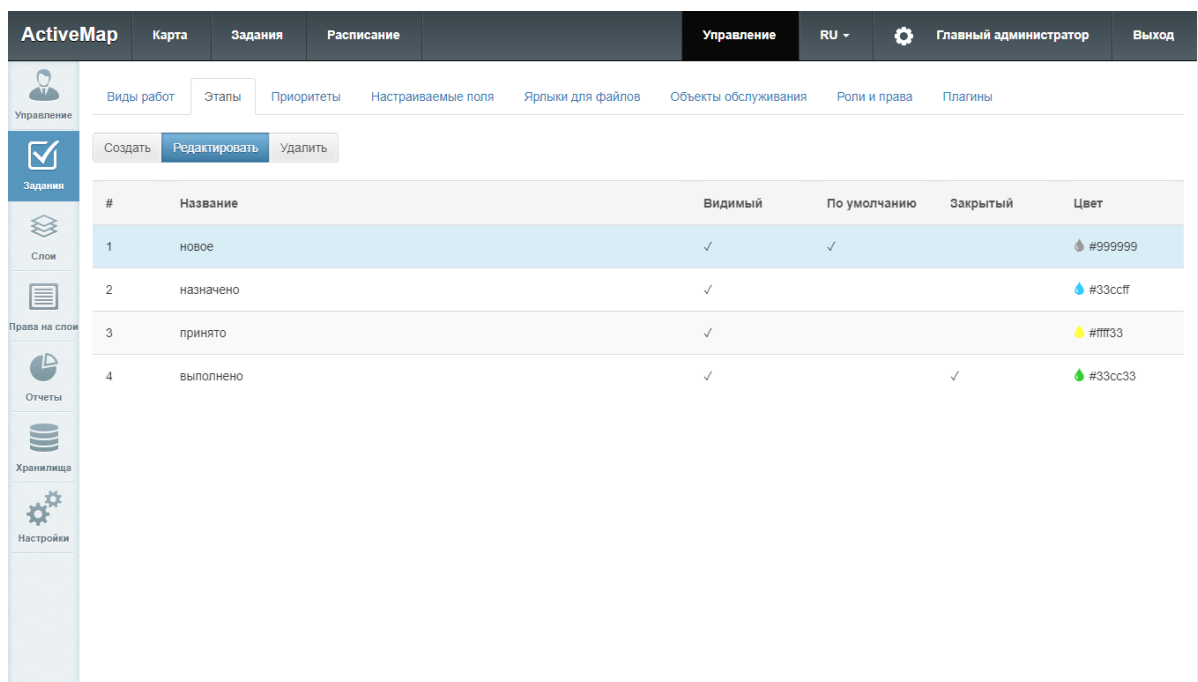 ActiveMap Карта Задания Расписание Управление RU Главный администратор Выход
Управление
Задания
Слои
Права на слои
Отчеты
Хранилища
Настройки
Виды работ Этапы Приоритеты Настраиваемые поля Ярлыки для файлов Объекты обслуживания Роли и права Плагины
Создать Редактировать Удалить
# Название Видимый По умолчанию Закрытый Цвет
1 новое ✓ ✓ #999999
2 назначено ✓ #33ccff
3 принято ✓ #ffff33
4 выполнено ✓ ✓ #33cc33